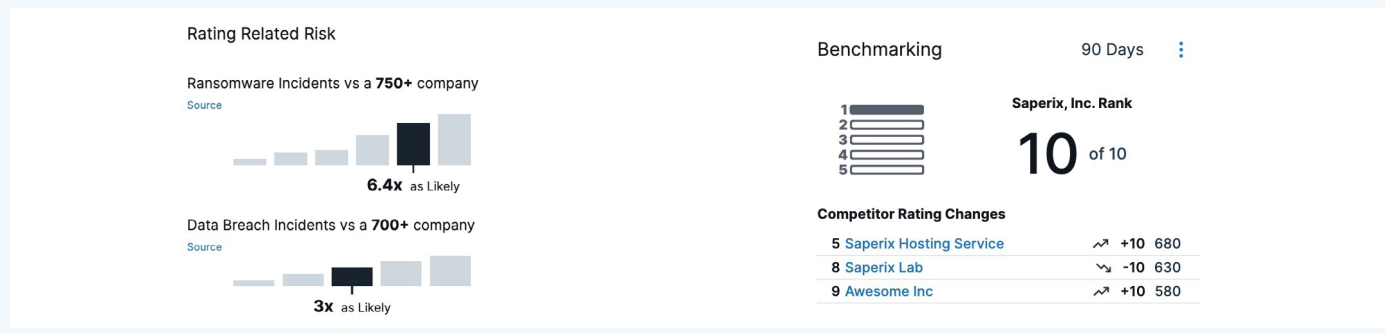 Rating Related Risk
Ransomware Incidents vs a 750+ company
Source
6.4x as Likely
Data Breach Incidents vs a 700+ company
Source
3x as Likely
Benchmarking 90 Days
1
2
3
4
5
Saperix, Inc. Rank
10 of 10
Competitor Rating Changes
5 Saperix Hosting Service +10 680
8 Saperix Lab -10 630
9 Awesome Inc +10 580